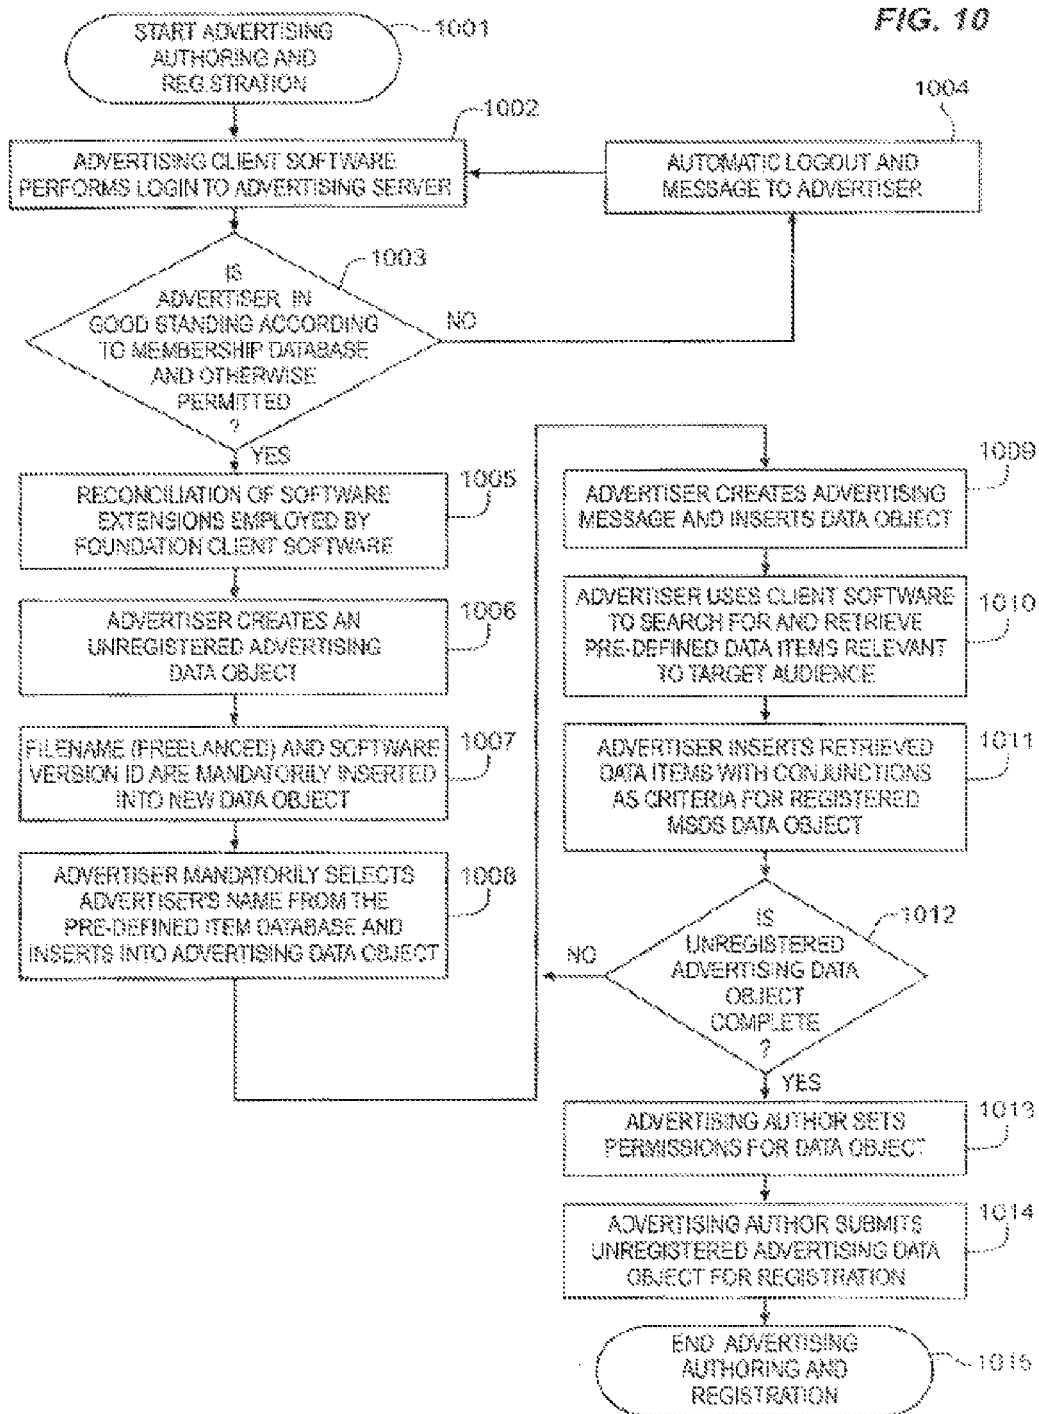 FIG. 10
START ADVERTISING
AUTHORING AND
REGISTRATION
1001
1002
ADVERTISING CLIENT SOFTWARE
PERFORMS LOGIN TO ADVERTISING SERVER
1004
AUTOMATIC LOGOUT AND
MESSAGE TO ADVERTISER
1003
IS
ADVERTISER IN
GOOD STANDING ACCORDING
TO MEMBERSHIP DATABASE
AND OTHERWISE
PERMITTED
?
NO
YES
1005
RECONCILIATION OF SOFTWARE
EXTENSIONS EMPLOYED BY
FOUNDATION CLIENT SOFTWARE
1006
ADVERTISER CREATES AN
UNREGISTERED ADVERTISING
DATA OBJECT
1007
FILENAME (FREELANCED) AND SOFTWARE
VERSION ID ARE MANDATORILY INSERTED
INTO NEW DATA OBJECT
1008
ADVERTISER MANDATORILY SELECTS
ADVERTISER'S NAME FROM THE
PRE-DEFINED ITEM DATABASE AND
INSERTS INTO ADVERTISING DATA OBJECT
1009
ADVERTISER CREATES ADVERTISING
MESSAGE AND INSERTS DATA OBJECT
1010
ADVERTISER USES CLIENT SOFTWARE
TO SEARCH FOR AND RETRIEVE
PRE-DEFINED DATA ITEMS RELEVANT
TO TARGET AUDIENCE
1011
ADVERTISER INSERTS RETRIEVED
DATA ITEMS WITH CONJUNCTIONS
AS CRITERIA FOR REGISTERED
MSDS DATA OBJECT
1012
IS
UNREGISTERED
ADVERTISING DATA
OBJECT
COMPLETE
?
NO
YES
1013
ADVERTISING AUTHOR SETS
PERMISSIONS FOR DATA OBJECT
1014
ADVERTISING AUTHOR SUBMITS
UNREGISTERED ADVERTISING DATA
OBJECT FOR REGISTRATION
END ADVERTISING
AUTHORING AND
REGISTRATION
1015